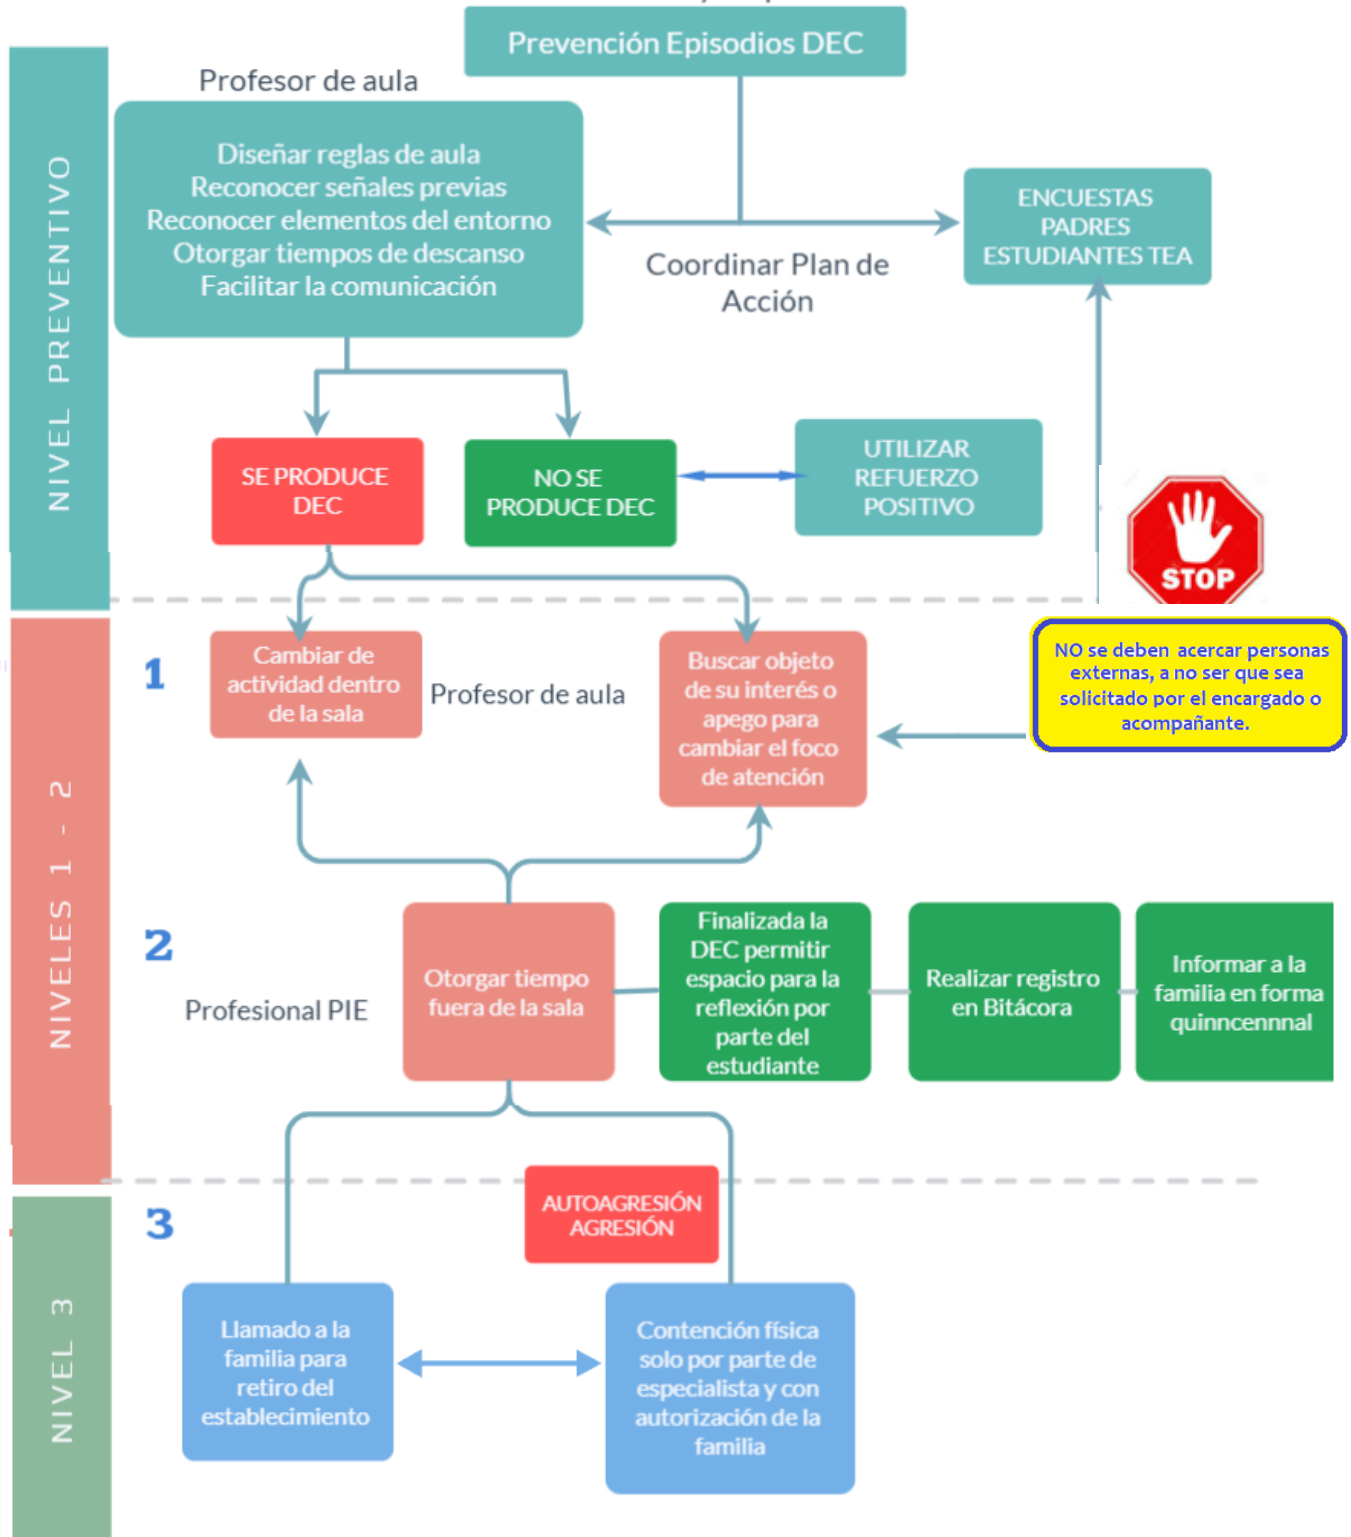 Prevención Episodios DEC
NIVEL PREVENTIVO
Profesor de aula
Diseñar reglas de aula
Reconocer señales previas
Reconocer elementos del entorno
Otorgar tiempos de descanso
Facilitar la comunicación
Coordinar Plan de
Acción
ENCUESTAS
PADRES
ESTUDIANTES TEA
SE PRODUCE
DEC
NO SE
PRODUCE DEC
UTILIZAR
REFUERZO
POSITIVO
STOP
NIVELES 1 - 2
1
Cambiar de
actividad dentro
de la sala
Profesor de aula
Buscar objeto
de su interés o
apego para
cambiar el foco
de atención
NO se deben acercar personas
externas, a no ser que sea
solicitado por el encargado o
acompañante.
2
Profesional PIE
Otorgar tiempo
fuera de la sala
Finalizada la
DEC permitir
espacio para la
reflexión por
parte del
estudiante
Realizar registro
en Bitácora
Informar a la
familia en forma
quinncennnal
NIVEL 3
3
AUTOAGRESIÓN
AGRESIÓN
Llamado a la
familia para
retiro del
establecimiento
Contención física
solo por parte de
especialista y con
autorización de la
familia